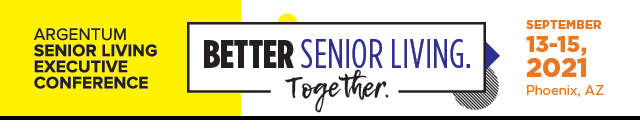 ARGENTUM
SENIOR LIVING
EXECUTIVE
CONFERENCE
BETTER SENIOR LIVING.
Together.
SEPTEMBER
13-15,
2021
Phoenix, AZ